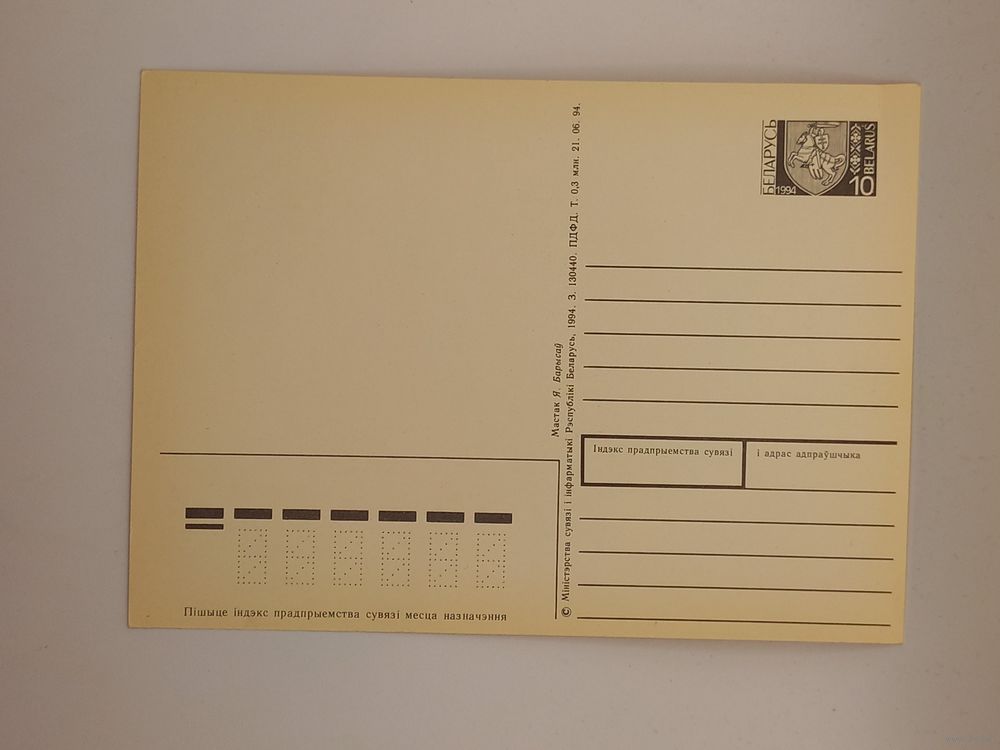 БЕЛАРУСЬ
1994
10
BELARUS
Мастак Я. Барысаў
© Міністэрства сувязі і інфарматыкі Рэспублікі Беларусь, 1994. З. 130440. ПДФД. Т. 0,3 млн. 21. 06. 94.
Індэкс прадпрыемства сувязі
і адрас адпраўшчыка
Пішыце індэкс прадпрыемства сувязі месца назначэння